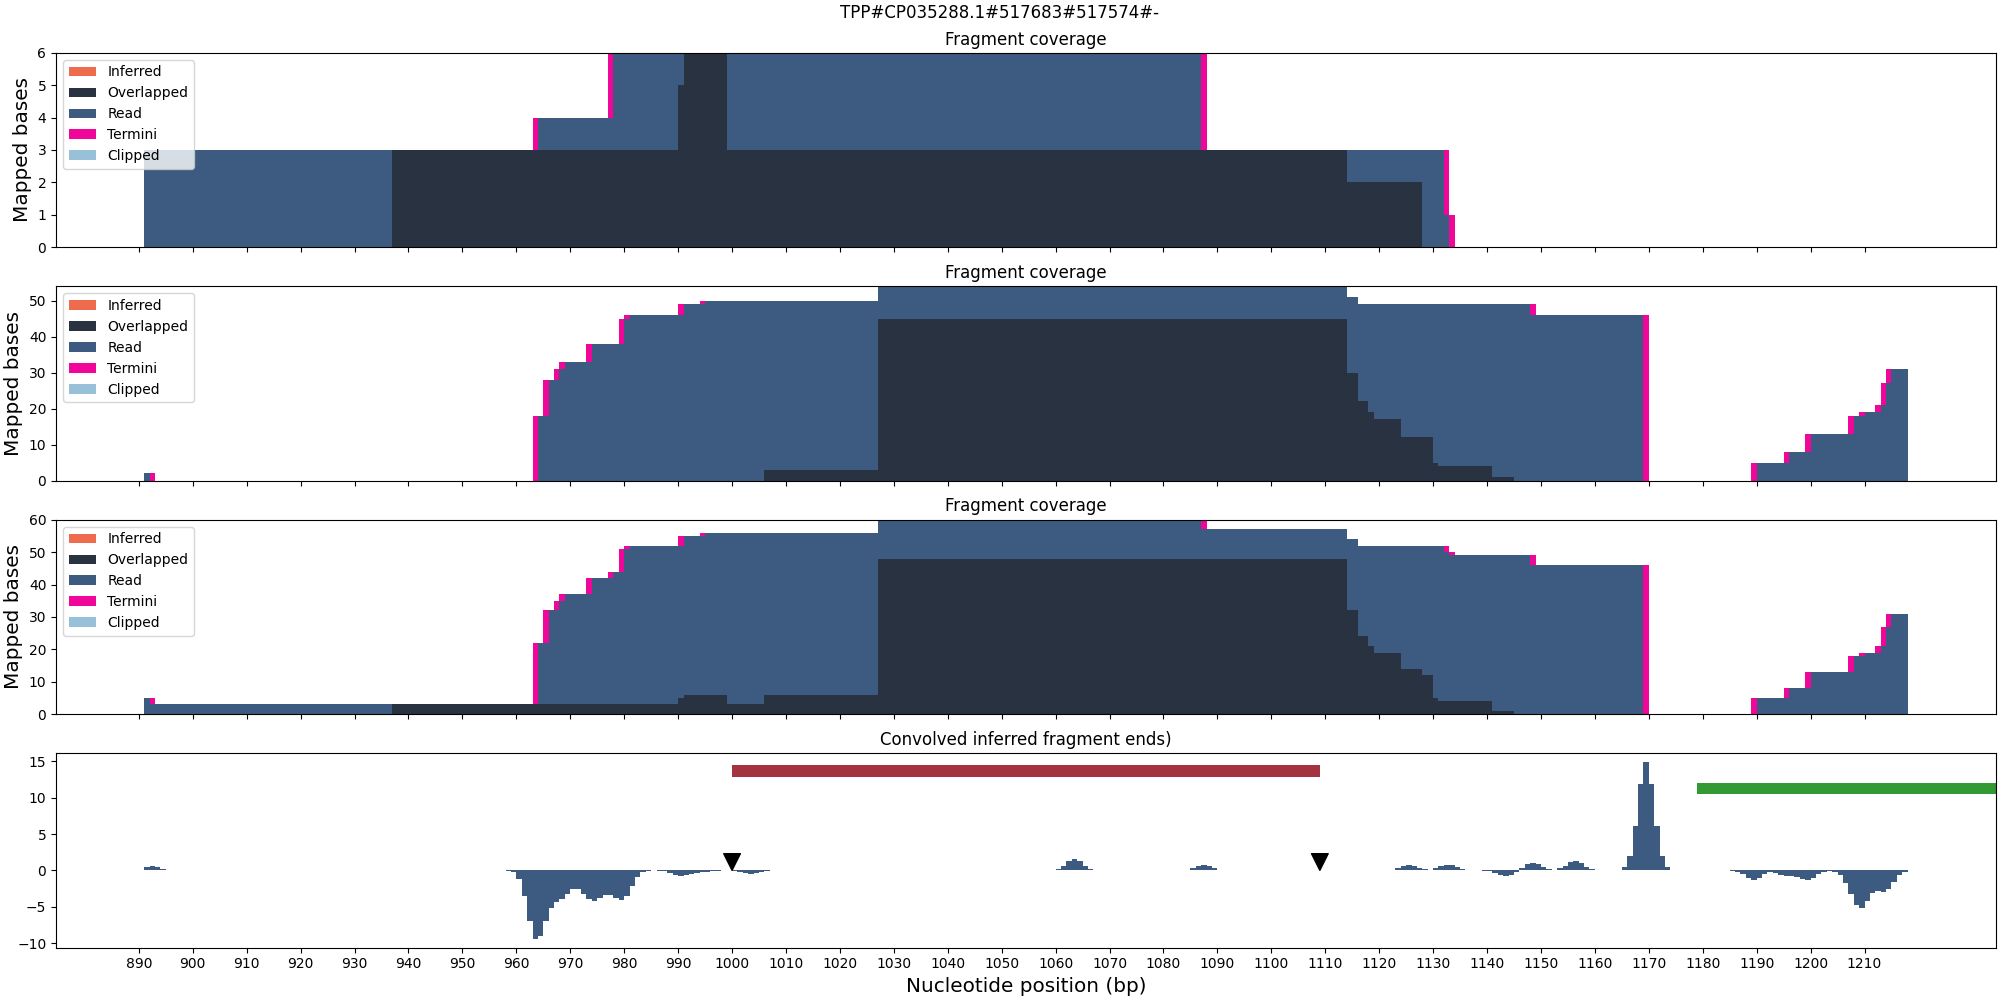 TPP#CP035288.1#517683#517574#-
Fragment coverage
Mapped bases
6
5
4
3
2
1
0
Inferred
Overlapped
Read
Termini
Clipped
Fragment coverage
Mapped bases
50
40
30
20
10
0
Inferred
Overlapped
Read
Termini
Clipped
Fragment coverage
Mapped bases
60
50
40
30
20
10
0
Inferred
Overlapped
Read
Termini
Clipped
Convolved inferred fragment ends)
15
10
5
0
−5
−10
890 900 910 920 930 940 950 960 970 980 990 1000 1010 1020 1030 1040 1050 1060 1070 1080 1090 1100 1110 1120 1130 1140 1150 1160 1170 1180 1190 1200 1210
Nucleotide position (bp)